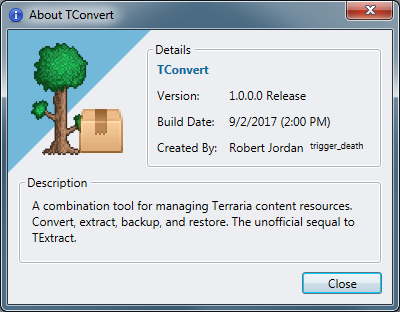 About TConvert
Details
TConvert
Version: 1.0.0.0 Release
Build Date: 9/2/2017 (2:00 PM)
Created By: Robert Jordan trigger_death
Description
A combination tool for managing Terraria content resources.
Convert, extract, backup, and restore. The unofficial sequal to
TExtract.
Close